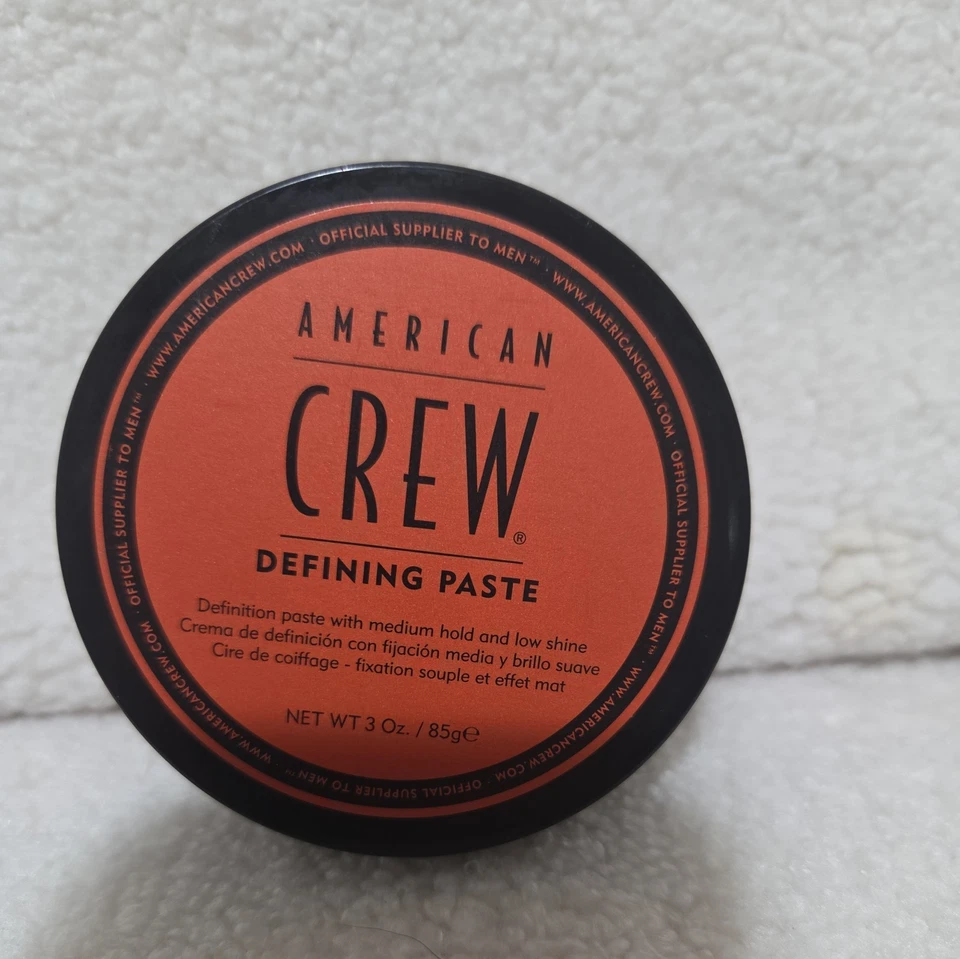 WWW.AMERICANCREW.COM · OFFICIAL SUPPLIER TO MEN™ · WWW.AMERICANCREW.COM · OFFICIAL SUPPLIER TO MEN™ · WWW.AMERICANCREW.COM · OFFICIAL SUPPLIER TO MEN™ · WWW.AMERICANCREW.COM · OFFICIAL SUPPLIER TO MEN™ ·
AMERICAN
CREW®
DEFINING PASTE
Definition paste with medium hold and low shine
Crema de definición con fijación media y brillo suave
Cire de coiffage - fixation souple et effet mat
NET WT 3 Oz. / 85g℮